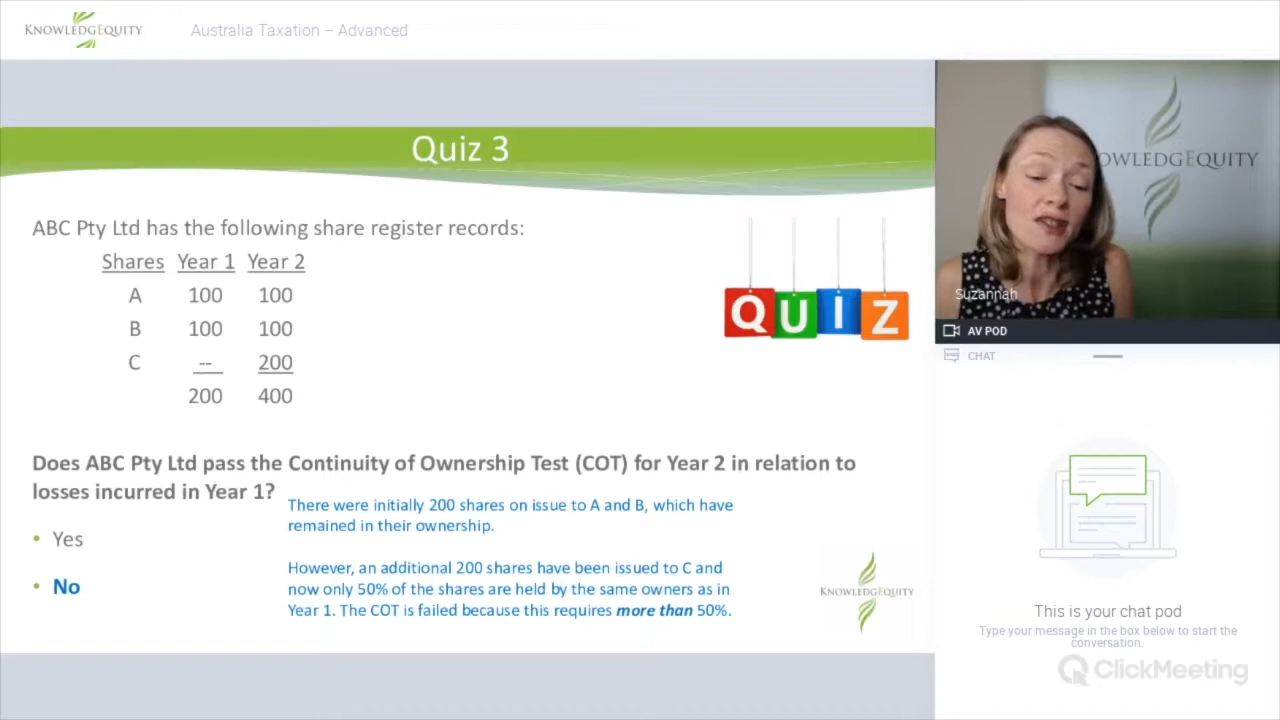 KNOWLEDGEQUITY
Australia Taxation – Advanced
Quiz 3
ABC Pty Ltd has the following share register records:
Shares Year 1 Year 2
A 100 100
B 100 100
C -- 200
200 400
QUIZ
Does ABC Pty Ltd pass the Continuity of Ownership Test (COT) for Year 2 in relation to
losses incurred in Year 1?
There were initially 200 shares on issue to A and B, which have
remained in their ownership.
• Yes
However, an additional 200 shares have been issued to C and
now only 50% of the shares are held by the same owners as in
Year 1. The COT is failed because this requires more than 50%.
• No
KNOWLEDGEQUITY
OWLEDGEQUITY
Suzannah
AV POD
CHAT
This is your chat pod
Type your message in the box below to start the
conversation.
ClickMeeting